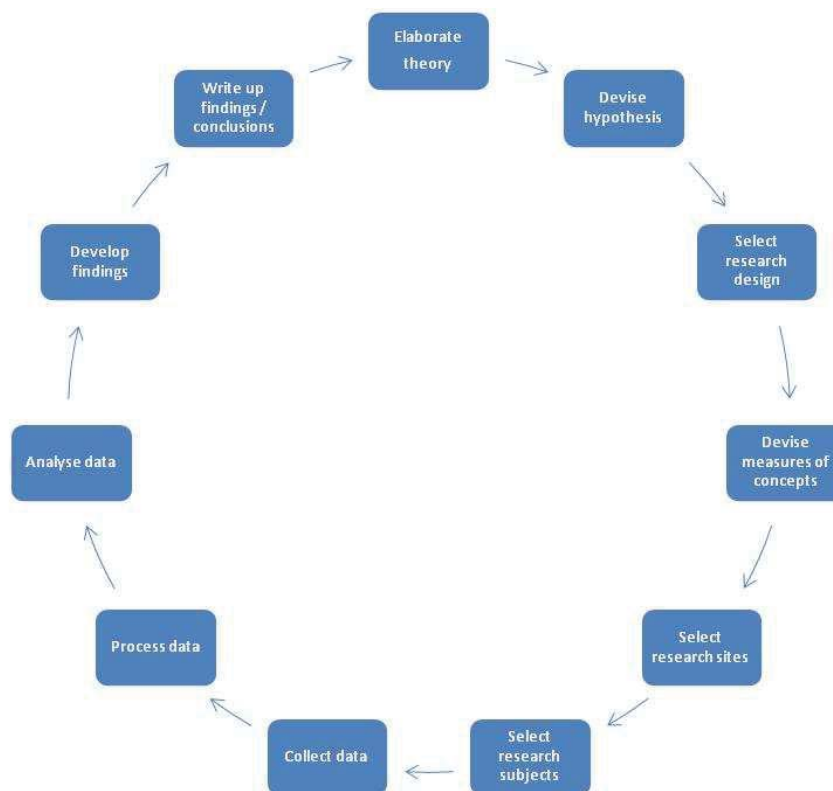 Elaborate
theory
Devise
hypothesis
Select
research
design
Devise
measures of
concepts
Select
research sites
Select
research
subjects
Collect data
Process data
Analyse data
Develop
findings
Write up
findings /
conclusions